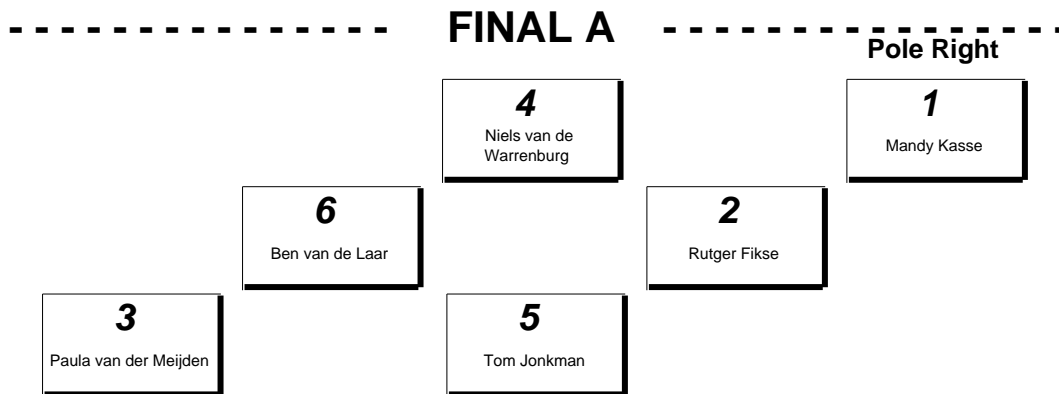 FINAL A
Pole Right
4
Niels van de
Warrenburg
1
Mandy Kasse
6
Ben van de Laar
2
Rutger Fikse
3
Paula van der Meijden
5
Tom Jonkman